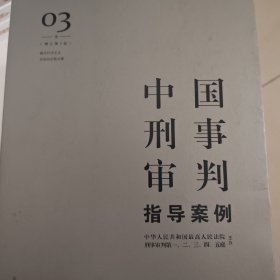 03
中国
刑事
审判
指导案例
中华人民共和国最高人民法院
刑事审判第一、二、三、四、五庭